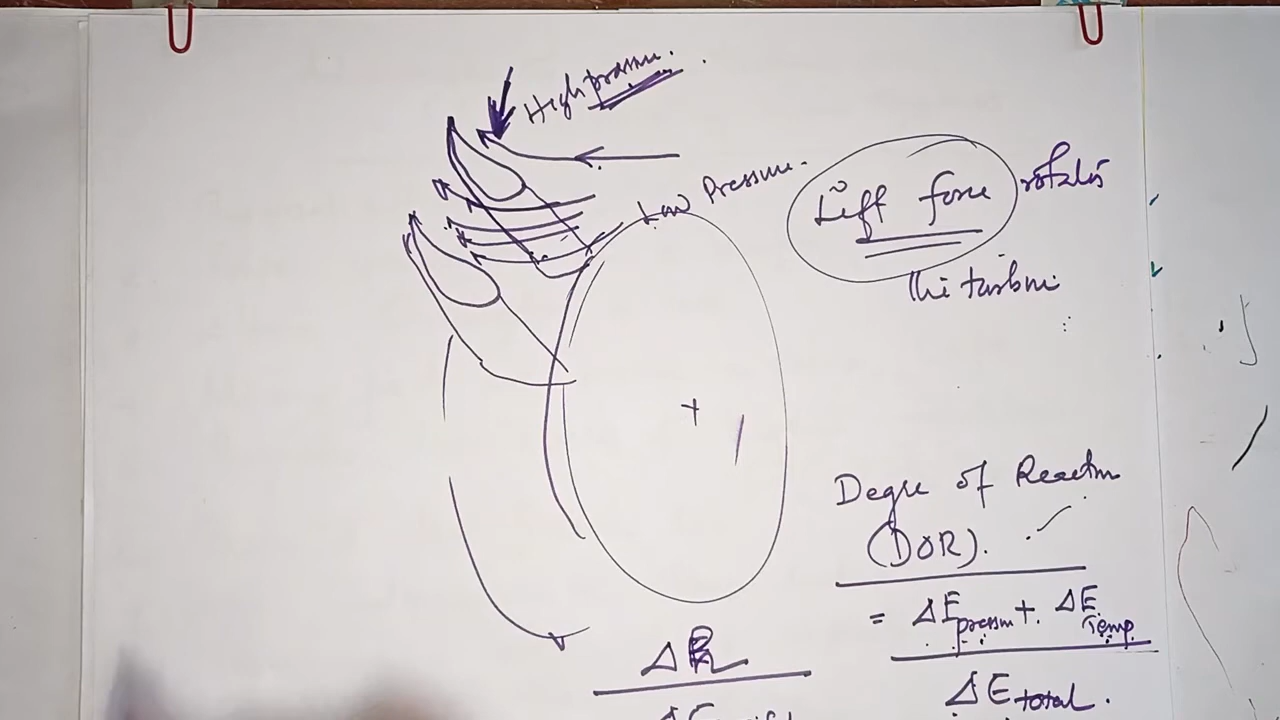 High pressure.
Low Pressure.
Lift force rotates
the turbine
Degree of Reaction
(DOR).
= ΔE pressure + ΔE Temp
ΔE total.